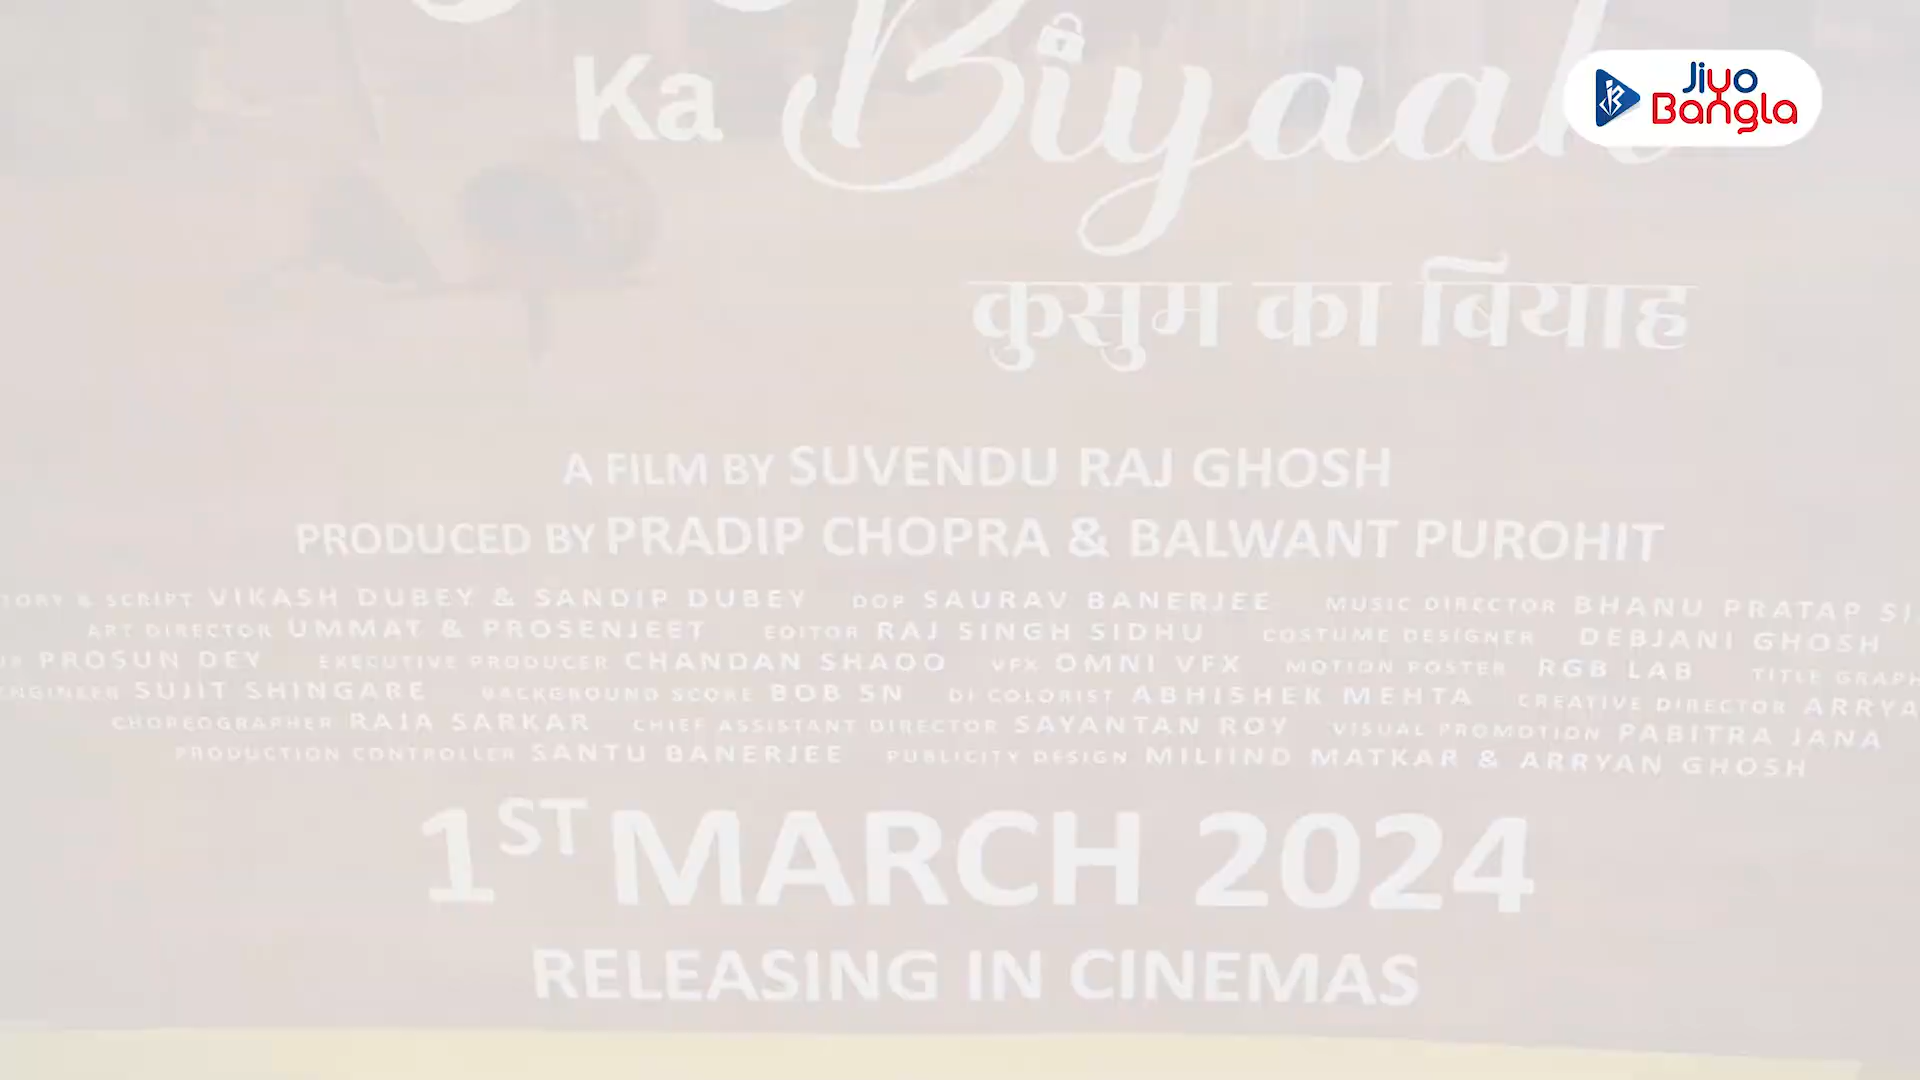 Ka Biyaah
Jiyo
Bangla
कुसुम का बियाह
A FILM BY SUVENDU RAJ GHOSH
PRODUCED BY PRADIP CHOPRA & BALWANT PUROHIT
& SCRIPT VIKASH DUBEY & SANDIP DUBEY DOP SAURAV BANERJEE MUSIC DIRECTOR BHANU PRATAP
ART DIRECTOR UMMAT & PROSENJEET EDITOR RAJ SINGH SIDHU COSTUME DESIGNER DEBJANI GHOSH
PROSUN DEY EXECUTIVE PRODUCER CHANDAN SHAOO VFX OMNI VFX MOTION POSTER RGB LAB TITLE
SUJIT SHINGARE BACKGROUND SCORE BOB SN DI COLORIST ABHISHEK MEHTA CREATIVE DIRECTOR
CHOREOGRAPHER RAJA SARKAR CHIEF ASSISTANT DIRECTOR SAYANTAN ROY VISUAL PROMOTION PABITRA JANA
PRODUCTION CONTROLLER SANTU BANERJEE PUBLICITY DESIGN MILIIND MATKAR & ARRYAN GHOSH
1ST MARCH 2024
RELEASING IN CINEMAS